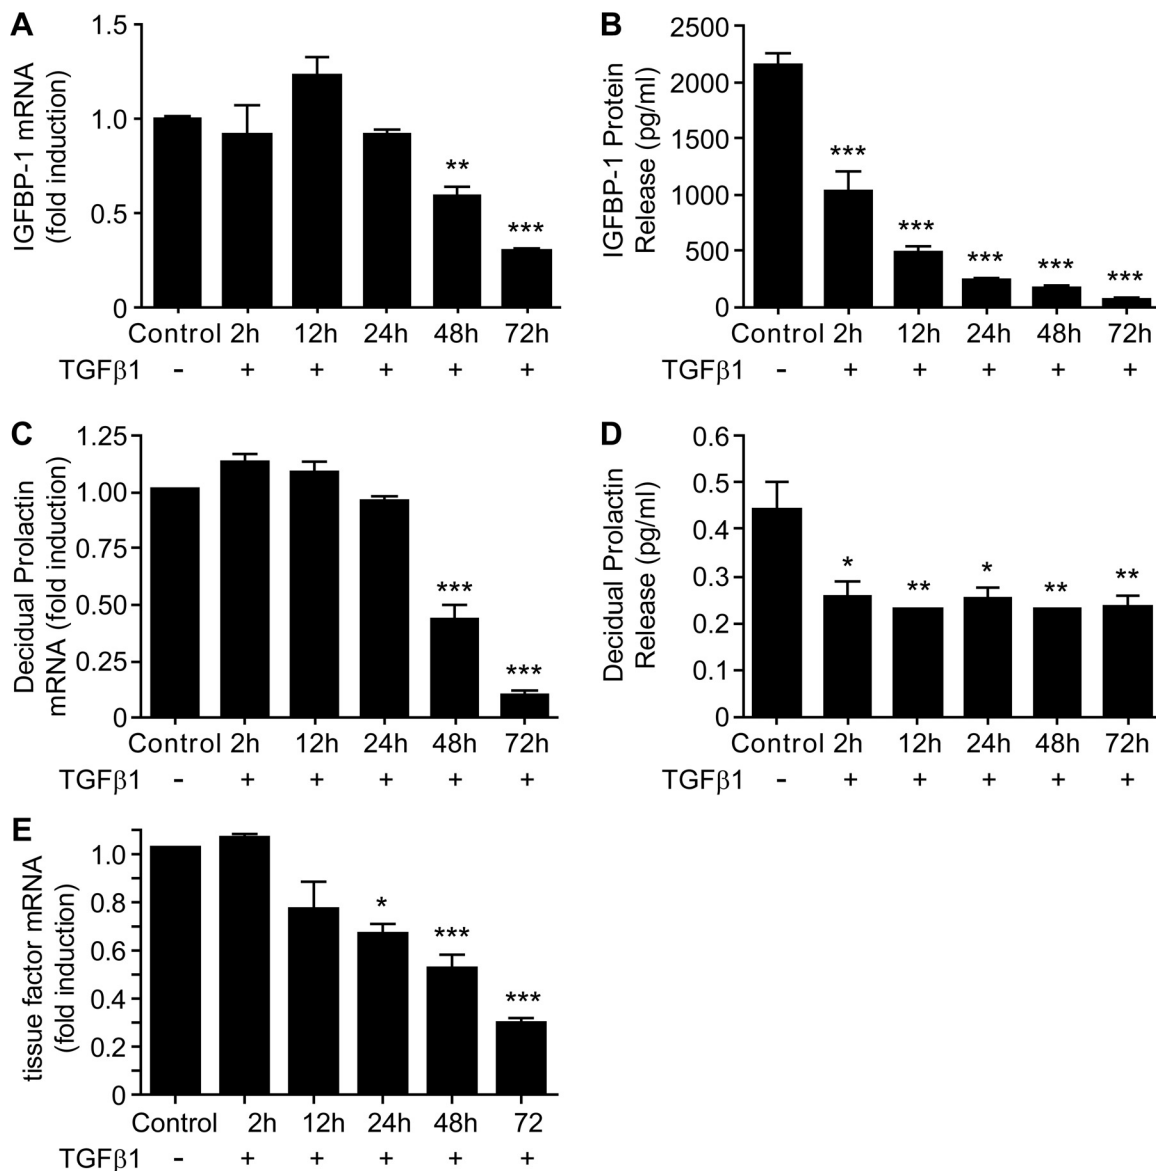 A
IGFBP-1 mRNA
(fold induction)
1.5
1.0
0.5
0
**
***
Control 2h 12h 24h 48h 72h
TGFβ1 - + + + + +
B
IGFBP-1 Protein
Release (pg/ml)
2500
2000
1500
1000
500
0
***
***
***
***
***
Control 2h 12h 24h 48h 72h
TGFβ1 - + + + + +
C
Decidual Prolactin
mRNA (fold induction)
1.25
1.00
0.75
0.50
0.25
0
***
***
Control 2h 12h 24h 48h 72h
TGFβ1 - + + + + +
D
Decidual Prolactin
Release (pg/ml)
0.6
0.5
0.4
0.3
0.2
0.1
0
*
**
*
**
**
Control 2h 12h 24h 48h 72h
TGFβ1 - + + + + +
E
tissue factor mRNA
(fold induction)
1.0
0.8
0.6
0.4
0.2
0
*
***
***
Control 2h 12h 24h 48h 72
TGFβ1 - + + + + +